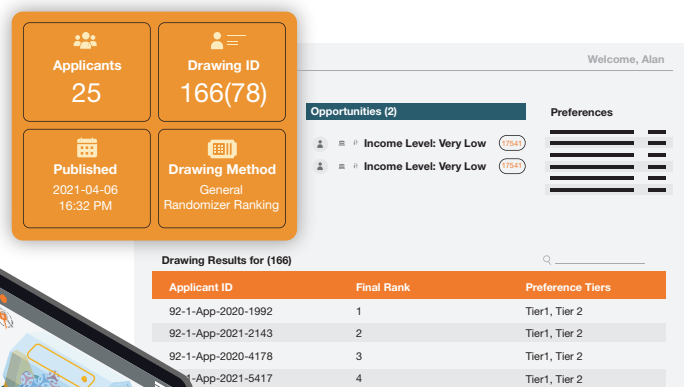 Applicants
25
Drawing ID
166(78)
Published
2021-04-06
16:32 PM
Drawing Method
General
Randomizer Ranking
Welcome, Alan
Opportunities (2)
Income Level: Very Low 17541
Income Level: Very Low 17541
Preferences
Drawing Results for (166)
Applicant ID Final Rank Preference Tiers
92-1-App-2020-1992 1 Tier1, Tier 2
92-1-App-2021-2143 2 Tier1, Tier 2
92-1-App-2020-4178 3 Tier1, Tier 2
-App-2021-5417 4 Tier1, Tier 2